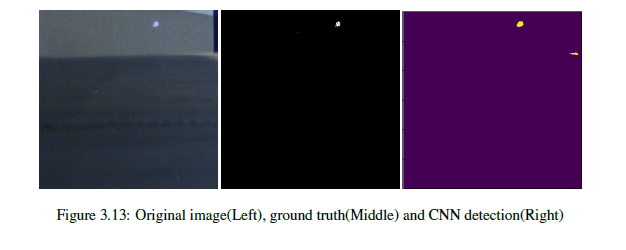 Figure 3.13: Original image(Left), ground truth(Middle) and CNN detection(Right)